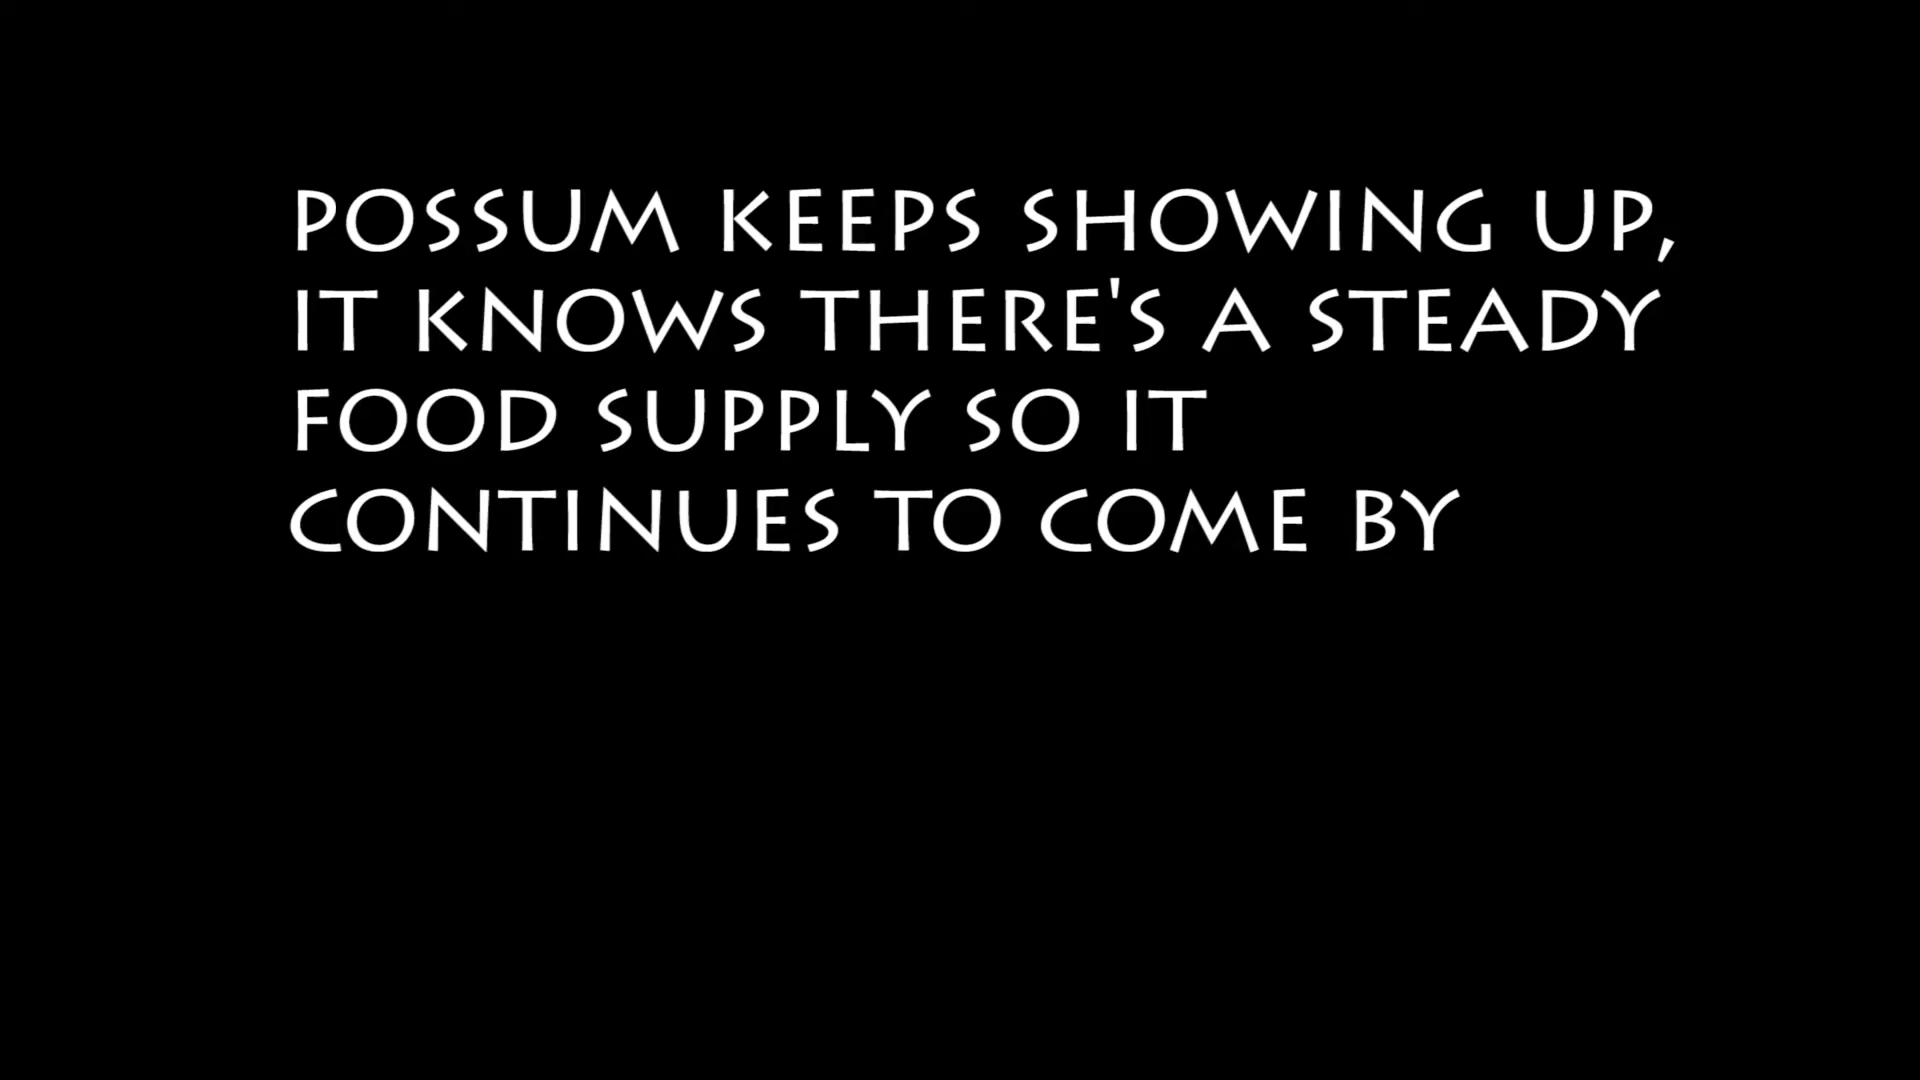 POSSUM KEEPS SHOWING UP,
IT KNOWS THERE'S A STEADY
FOOD SUPPLY SO IT
CONTINUES TO COME BY